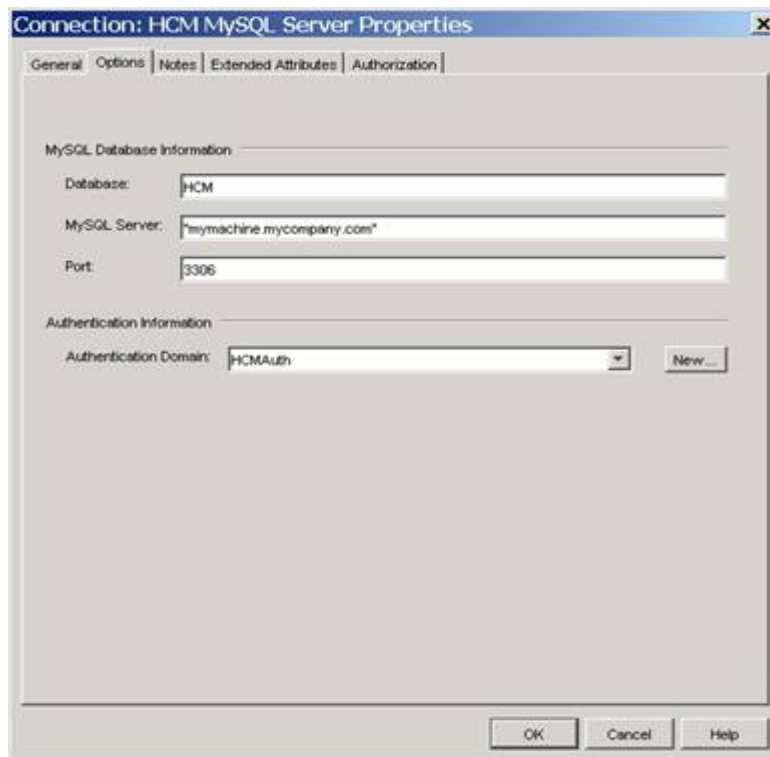 Connection: HCM MySQL Server Properties
General Options Notes Extended Attributes Authorization
MySQL Database Information
Database: HCM
MySQL Server: "mymachine.mycompany.com"
Port: 3306
Authentication Information
Authentication Domain: HCMAuth New...
OK Cancel Help